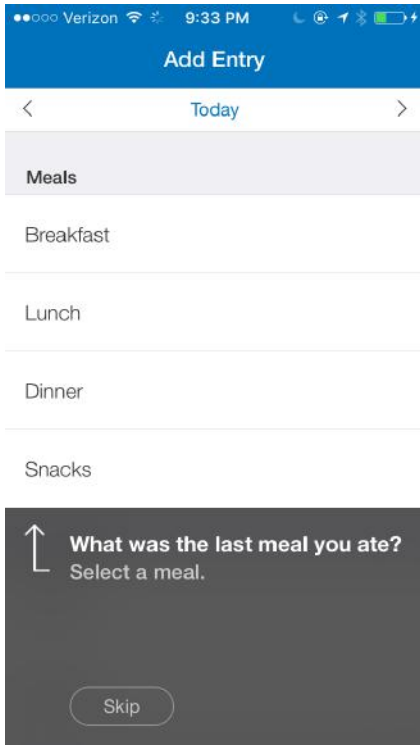 Verizon 9:33 PM
Add Entry
Today
Meals
Breakfast
Lunch
Dinner
Snacks
What was the last meal you ate?
Select a meal.
Skip